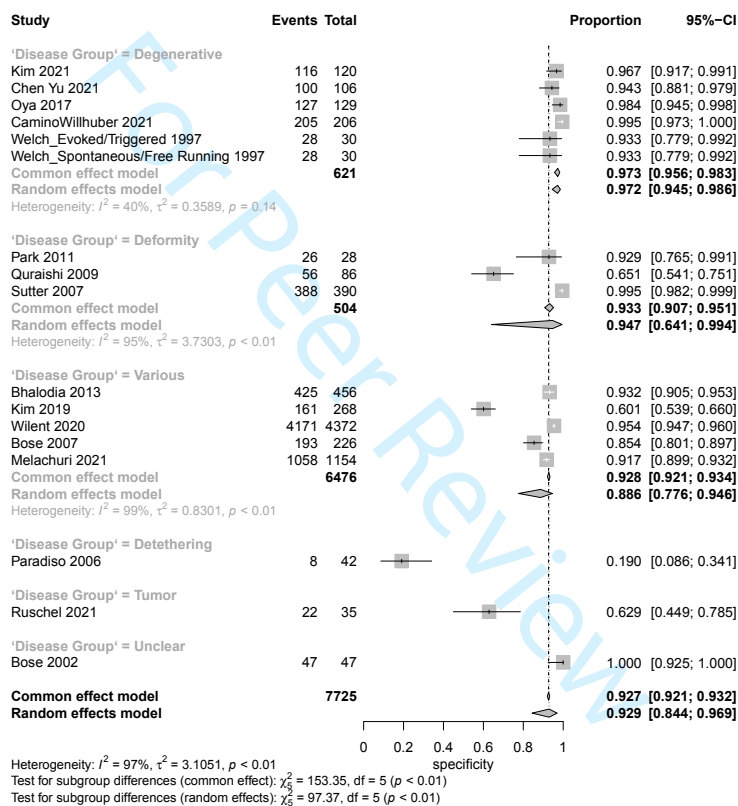 Study Events Total Proportion 95%−CI
‘Disease Group‘ = Degenerative
Kim 2021 116 120 0.967 [0.917; 0.991]
Chen Yu 2021 100 106 0.943 [0.881; 0.979]
Oya 2017 127 129 0.984 [0.945; 0.998]
CaminoWillhuber 2021 205 206 0.995 [0.973; 1.000]
Welch_Evoked/Triggered 1997 28 30 0.933 [0.779; 0.992]
Welch_Spontaneous/Free Running 1997 28 30 0.933 [0.779; 0.992]
Common effect model 621 0.973 [0.956; 0.983]
Random effects model 0.972 [0.945; 0.986]
Heterogeneity: I² = 40%, τ² = 0.3589, p = 0.14
‘Disease Group‘ = Deformity
Park 2011 26 28 0.929 [0.765; 0.991]
Quraishi 2009 56 86 0.651 [0.541; 0.751]
Sutter 2007 388 390 0.995 [0.982; 0.999]
Common effect model 504 0.933 [0.907; 0.951]
Random effects model 0.947 [0.641; 0.994]
Heterogeneity: I² = 95%, τ² = 3.7303, p < 0.01
‘Disease Group‘ = Various
Bhalodia 2013 425 456 0.932 [0.905; 0.953]
Kim 2019 161 268 0.601 [0.539; 0.660]
Wilent 2020 4171 4372 0.954 [0.947; 0.960]
Bose 2007 193 226 0.854 [0.801; 0.897]
Melachuri 2021 1058 1154 0.917 [0.899; 0.932]
Common effect model 6476 0.928 [0.921; 0.934]
Random effects model 0.886 [0.776; 0.946]
Heterogeneity: I² = 99%, τ² = 0.8301, p < 0.01
‘Disease Group‘ = Detethering
Paradiso 2006 8 42 0.190 [0.086; 0.341]
‘Disease Group‘ = Tumor
Ruschel 2021 22 35 0.629 [0.449; 0.785]
‘Disease Group‘ = Unclear
Bose 2002 47 47 1.000 [0.925; 1.000]
Common effect model 7725 0.927 [0.921; 0.932]
Random effects model 0.929 [0.844; 0.969]
0 0.2 0.4 0.6 0.8 1
specificity
Heterogeneity: I² = 97%, τ² = 3.1051, p < 0.01
Test for subgroup differences (common effect): χ²₅ = 153.35, df = 5 (p < 0.01)
Test for subgroup differences (random effects): χ²₅ = 97.37, df = 5 (p < 0.01)
For Peer Review